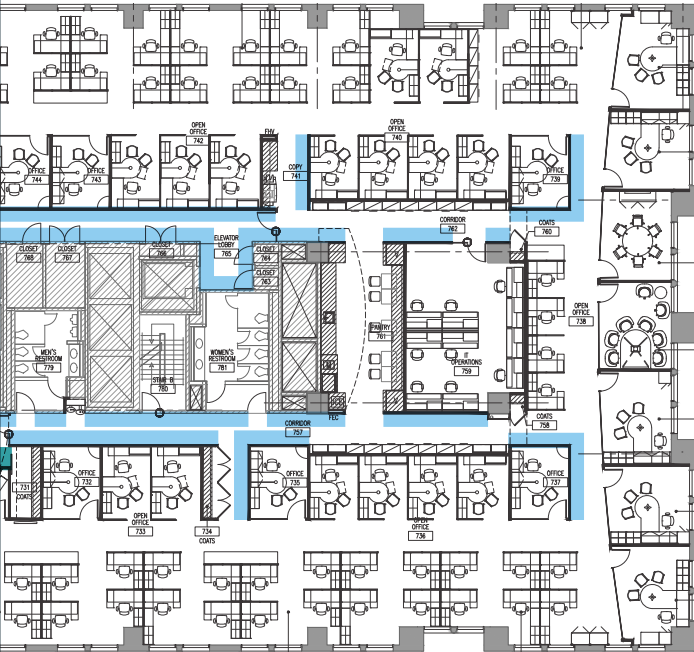 OPEN
OFFICE
742
OPEN
OFFICE
740
FHV
OFFICE
744
OFFICE
743
COPY
741
OFFICE
739
CORRIDOR
762
COATS
760
ELEVATOR
LOBBY
765
CLOSET
768
CLOSET
767
CLOSET
766
CLOSET
764
CLOSET
763
OPEN
OFFICE
738
PANTRY
761
IT
OPERATIONS
759
MEN'S
RESTROOM
779
STAIR B
780
WOMEN'S
RESTROOM
781
FEC
COATS
758
CORRIDOR
757
731
COATS
OFFICE
732
OFFICE
735
OFFICE
737
OPEN
OFFICE
733
734
COATS
OPEN
OFFICE
736